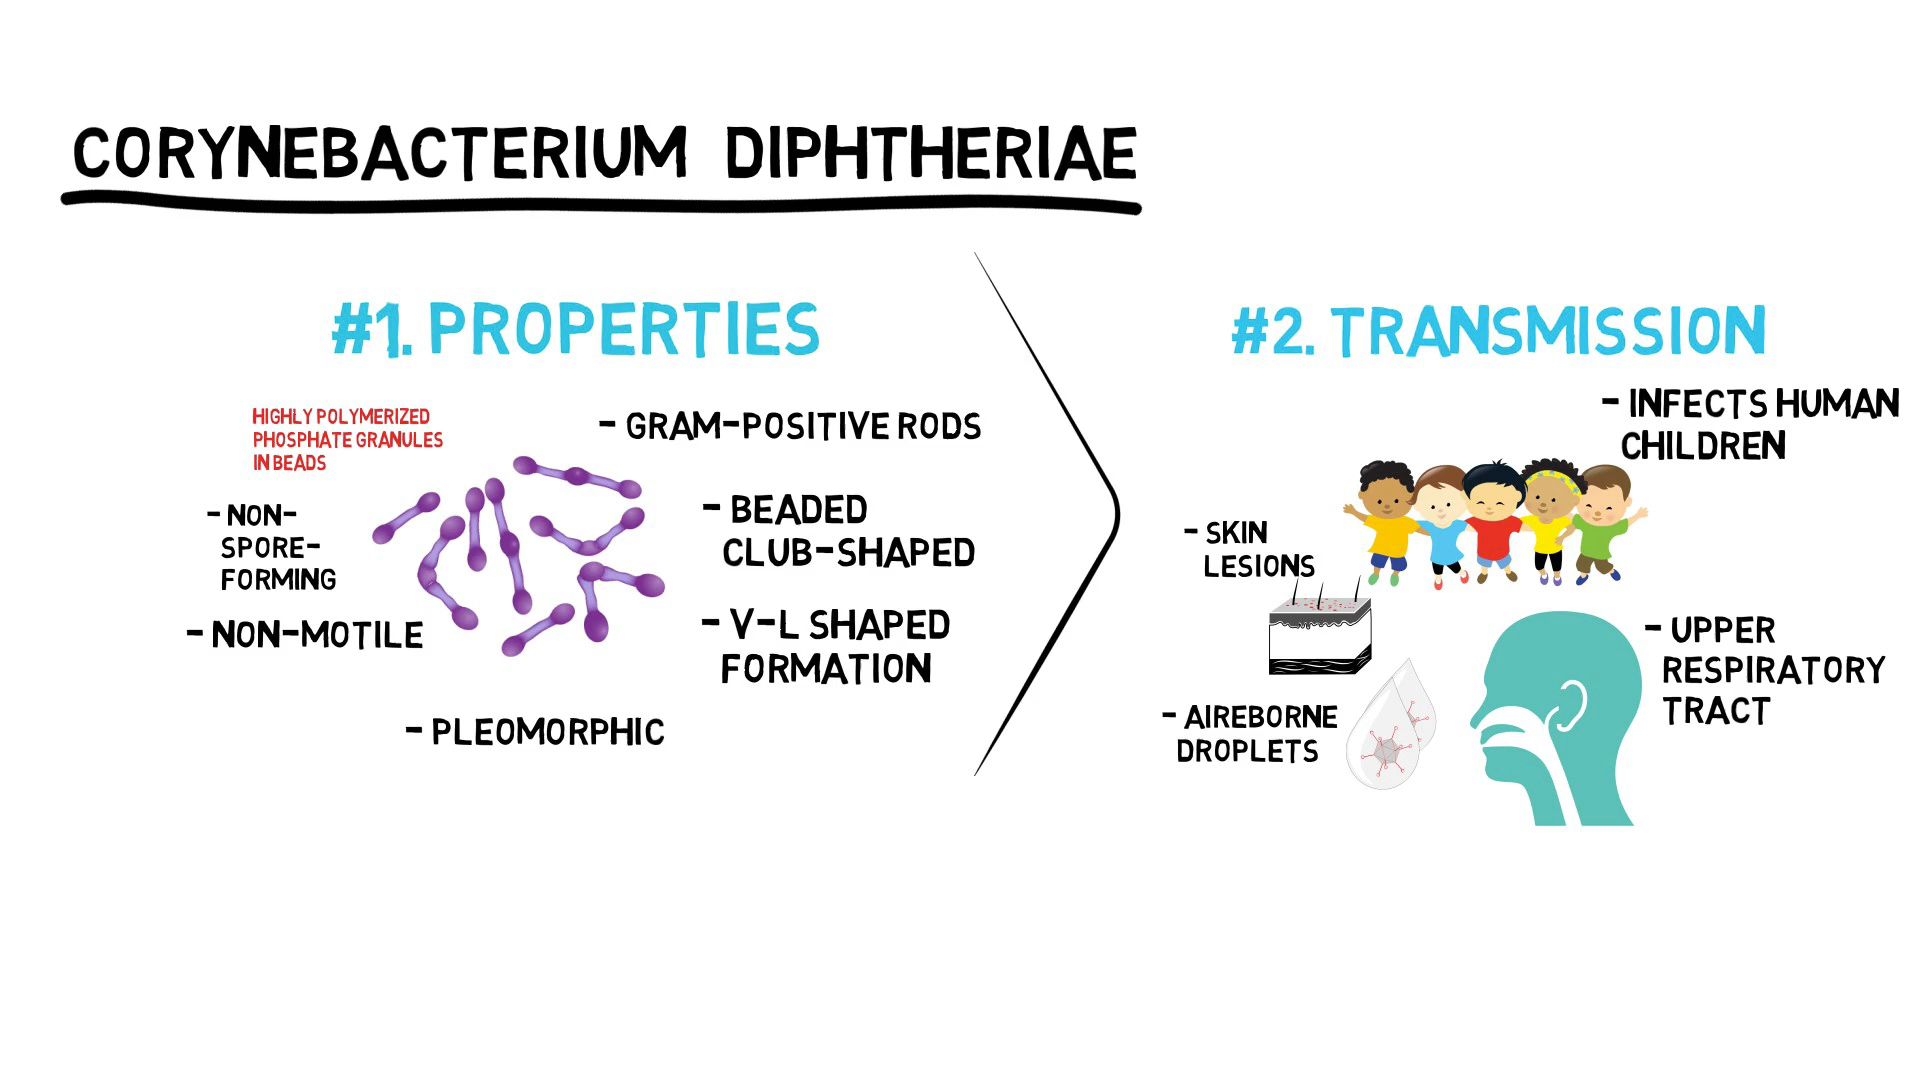 CORYNEBACTERIUM DIPHTHERIAE
#1. PROPERTIES
HIGHLY POLYMERIZED
PHOSPHATE GRANULES
IN BEADS
- GRAM-POSITIVE RODS
- NON-
SPORE-
FORMING
- BEADED
CLUB-SHAPED
- NON-MOTILE
- V-L SHAPED
FORMATION
- PLEOMORPHIC
#2. TRANSMISSION
- INFECTS HUMAN
CHILDREN
- SKIN
LESIONS
- UPPER
RESPIRATORY
TRACT
- AIREBORNE
DROPLETS